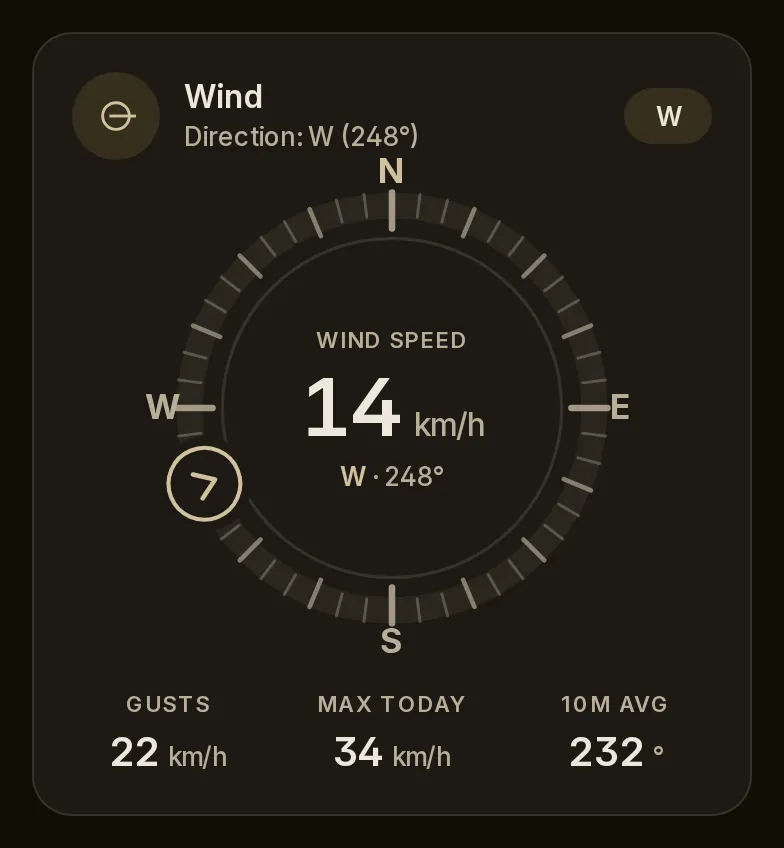 Wind
Direction: W (248°)
W
N
W
E
S
WIND SPEED
14 km/h
W · 248°
GUSTS
22 km/h
MAX TODAY
34 km/h
10M AVG
232 °